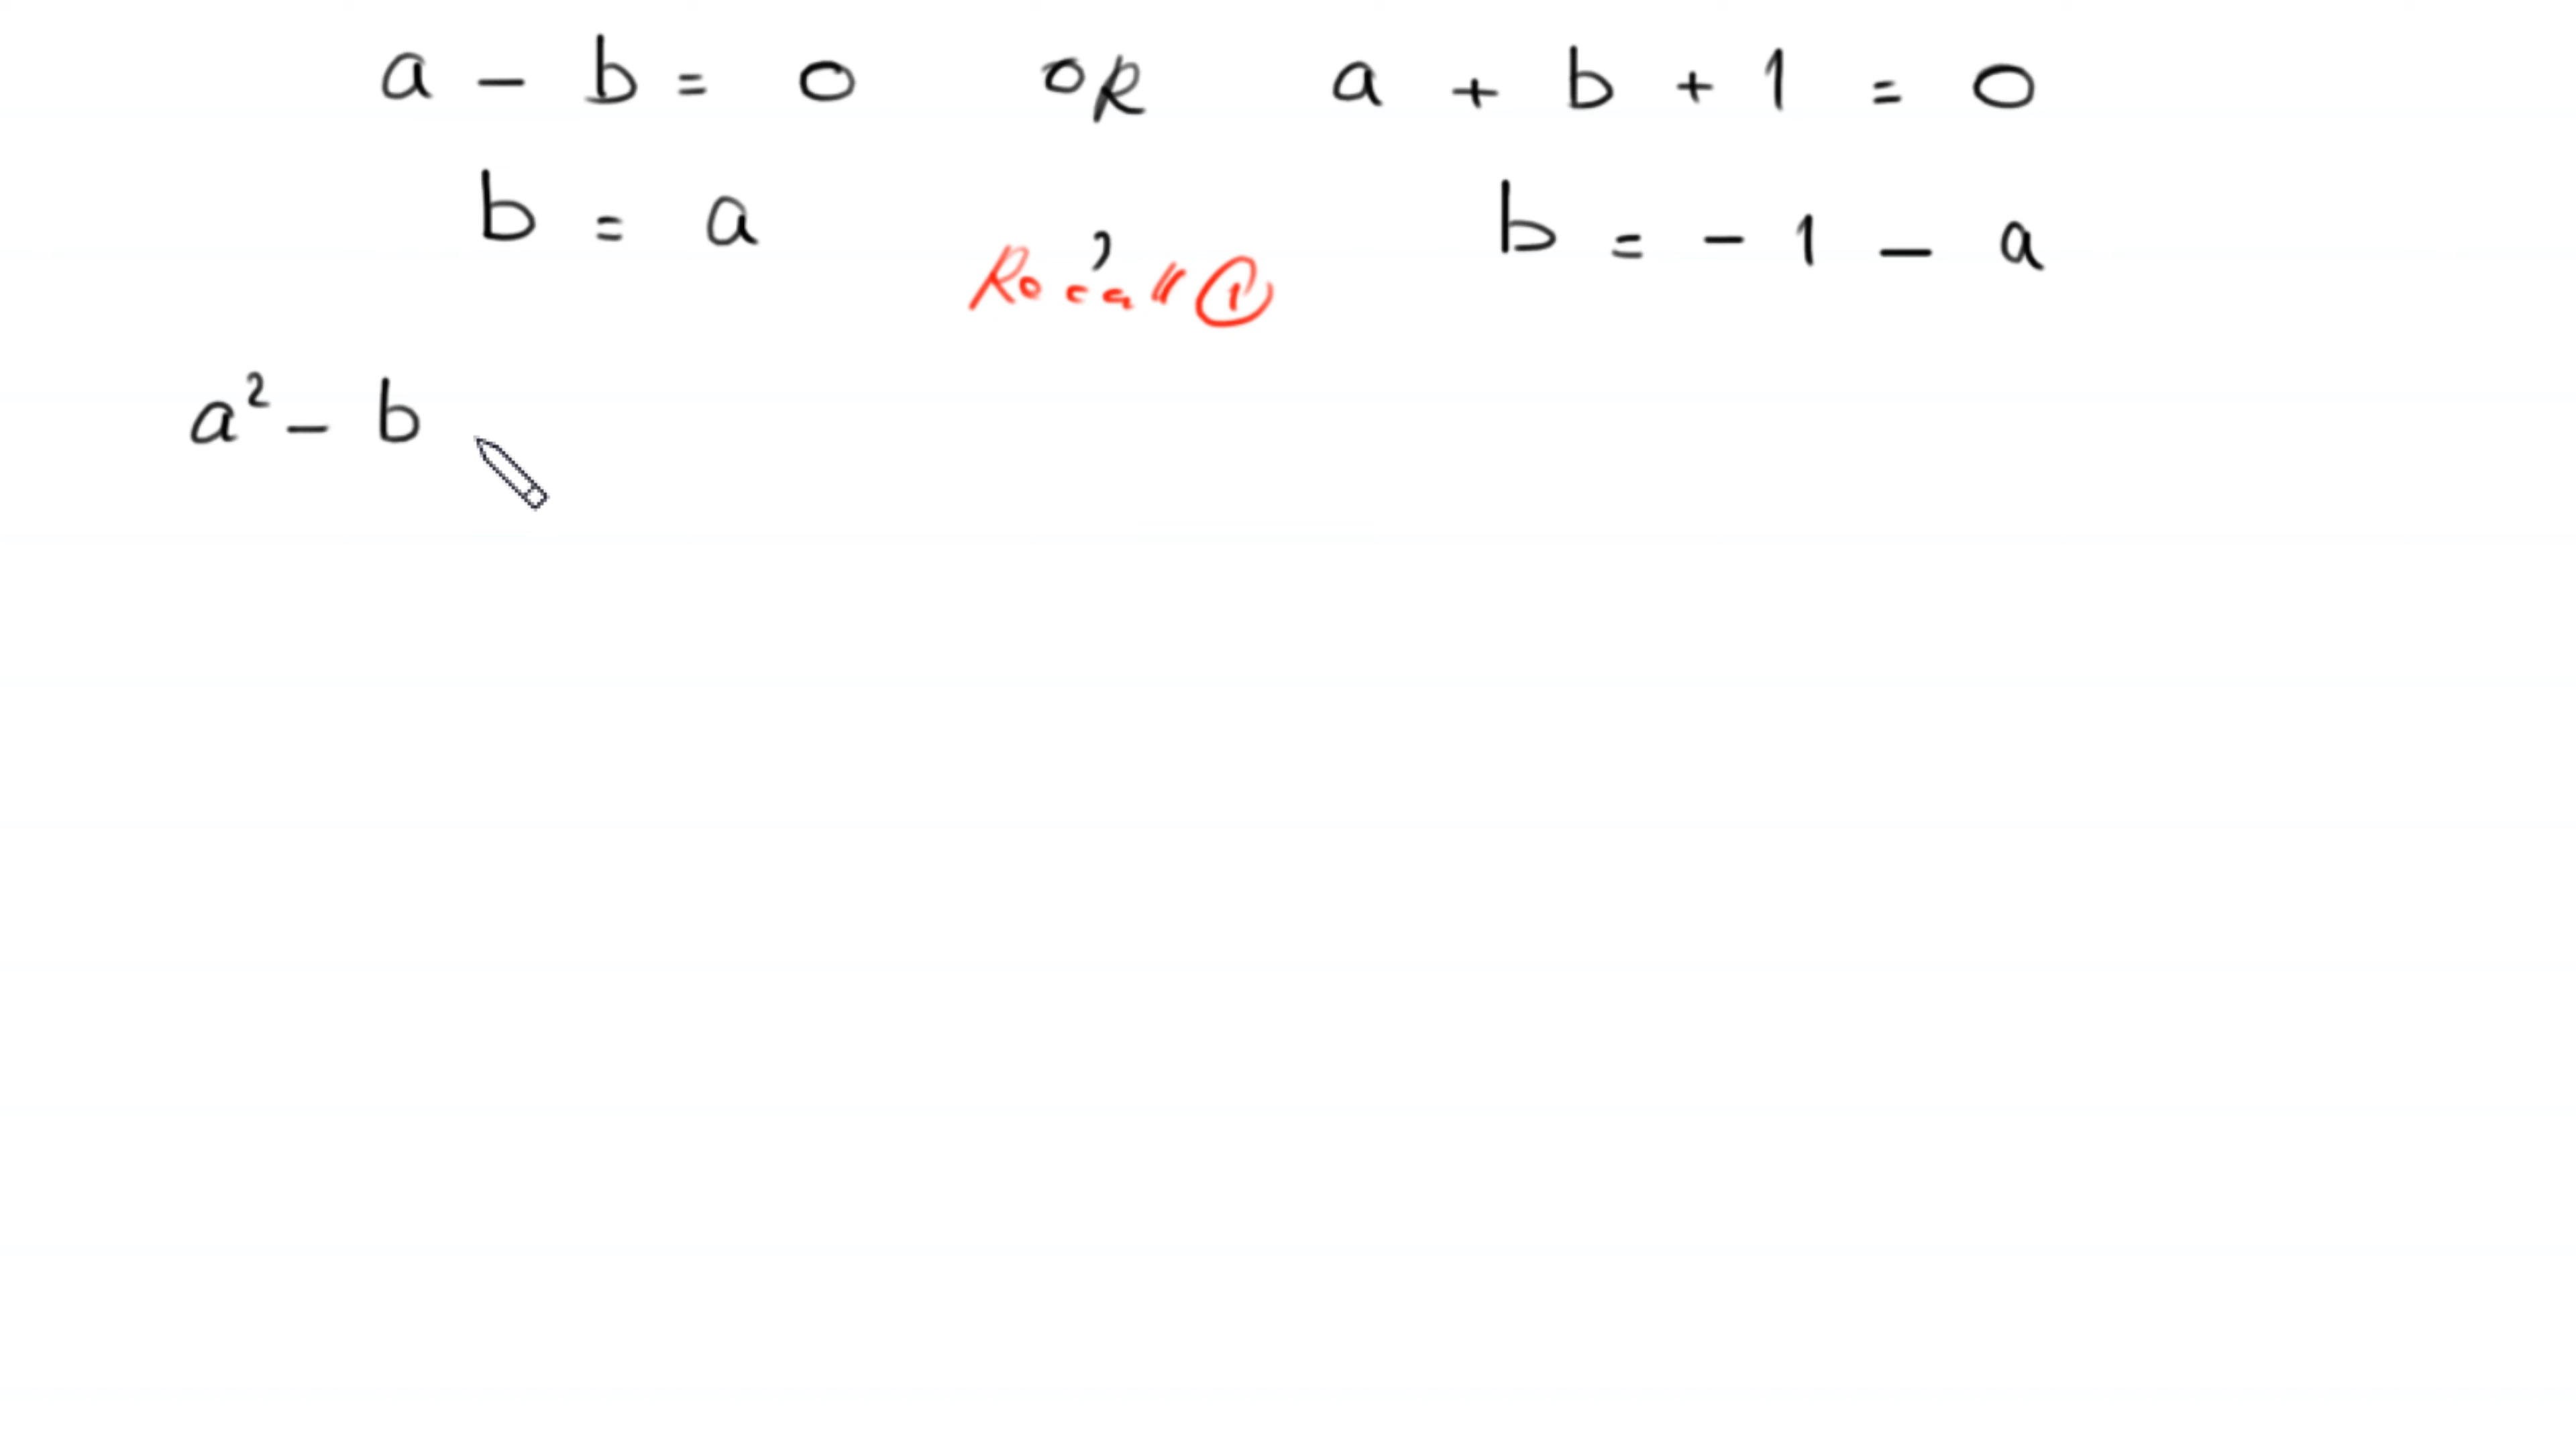 a - b = 0 OR a + b + 1 = 0
b = a , b = - 1 - a
Recall ①
a² - b